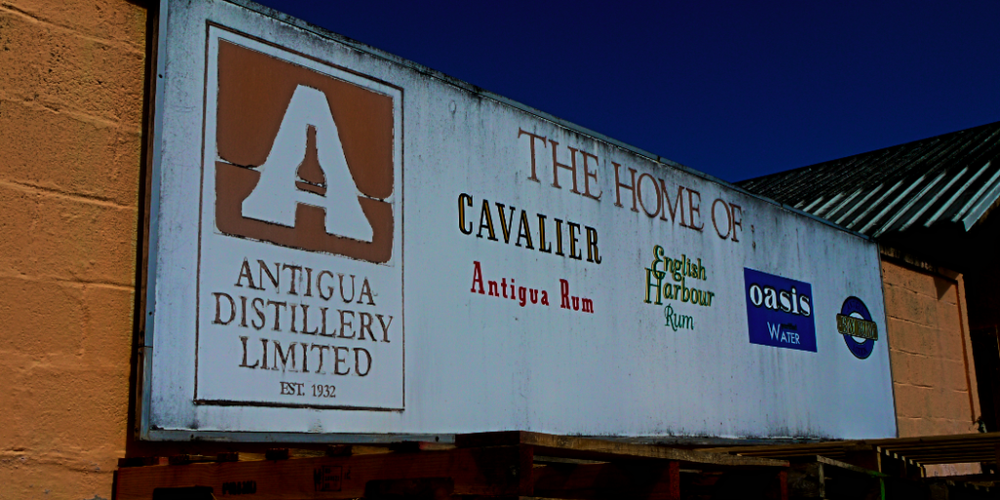 A
ANTIGUA
DISTILLERY
LIMITED
EST. 1932
THE HOME OF:
CAVALIER
Antigua Rum
English
Harbour
Rum
oasis
WATER